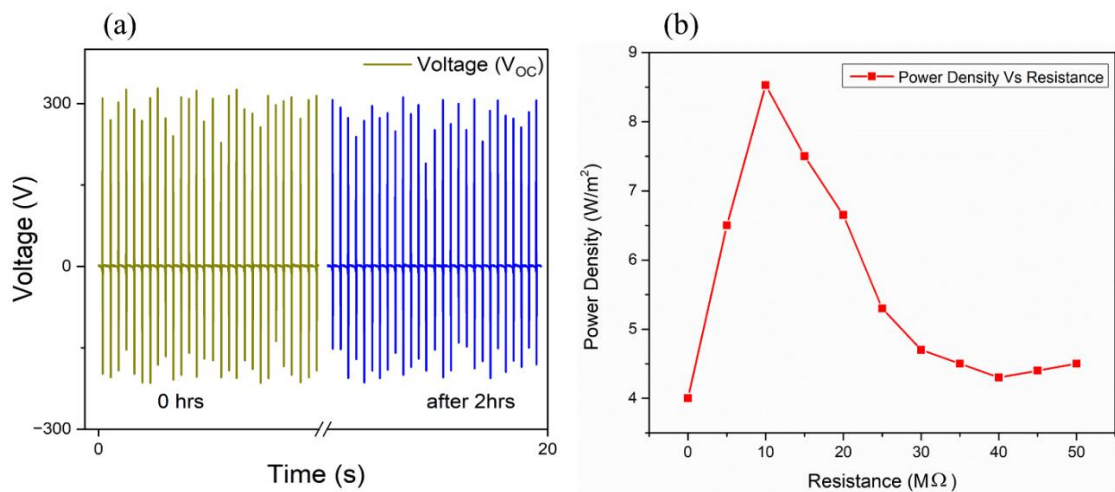 (a)
Voltage (V)
300
0
−300
Voltage (VOC)
0 hrs
after 2hrs
0
20
Time (s)
(b)
Power Density (W/m²)
9
8
7
6
5
4
Power Density Vs Resistance
0
10
20
30
40
50
Resistance (MΩ)